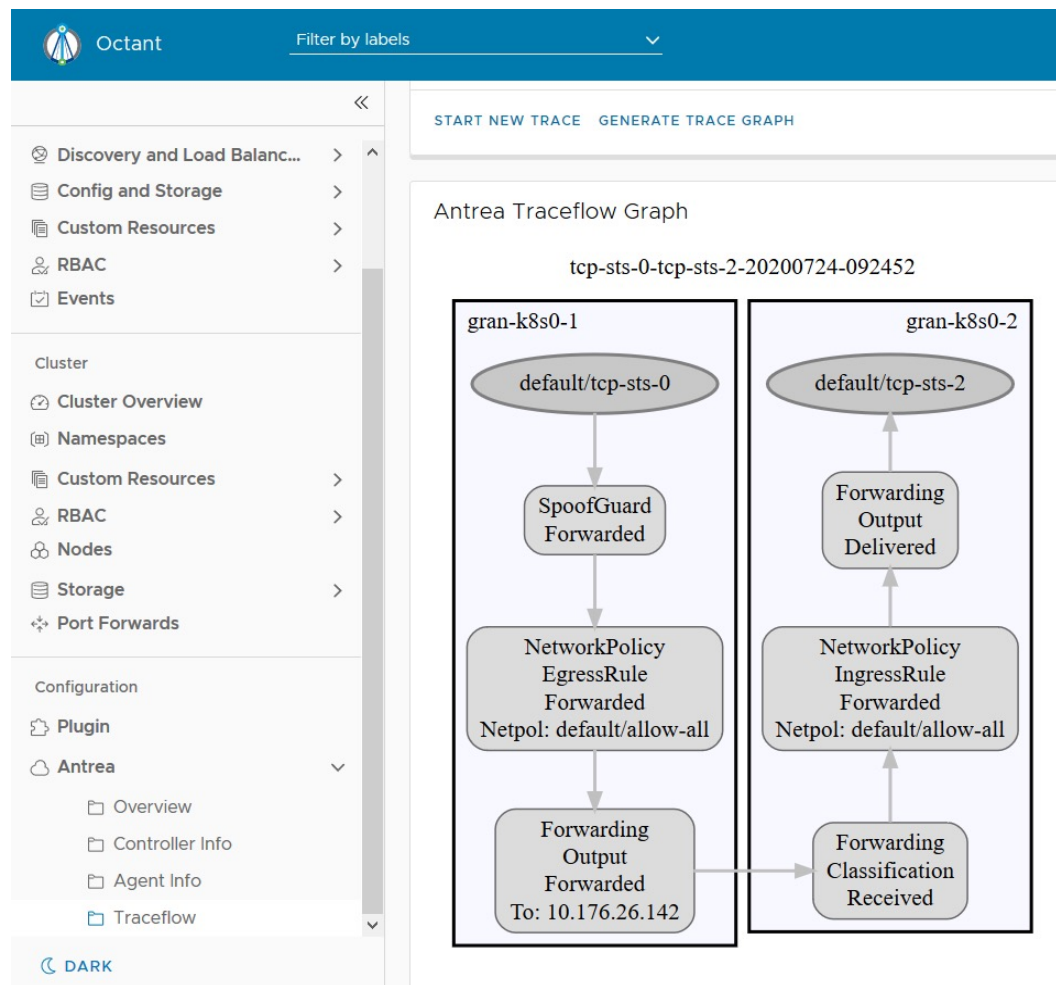 Octant
Filter by labels
START NEW TRACE GENERATE TRACE GRAPH
Discovery and Load Balanc...
Config and Storage
Custom Resources
RBAC
Events
Cluster
Cluster Overview
Namespaces
Custom Resources
RBAC
Nodes
Storage
Port Forwards
Configuration
Plugin
Antrea
Overview
Controller Info
Agent Info
Traceflow
DARK
Antrea Traceflow Graph
tcp-sts-0-tcp-sts-2-20200724-092452
gran-k8s0-1
default/tcp-sts-0
SpoofGuard
Forwarded
NetworkPolicy
EgressRule
Forwarded
Netpol: default/allow-all
Forwarding
Output
Forwarded
To: 10.176.26.142
gran-k8s0-2
default/tcp-sts-2
Forwarding
Output
Delivered
NetworkPolicy
IngressRule
Forwarded
Netpol: default/allow-all
Forwarding
Classification
Received